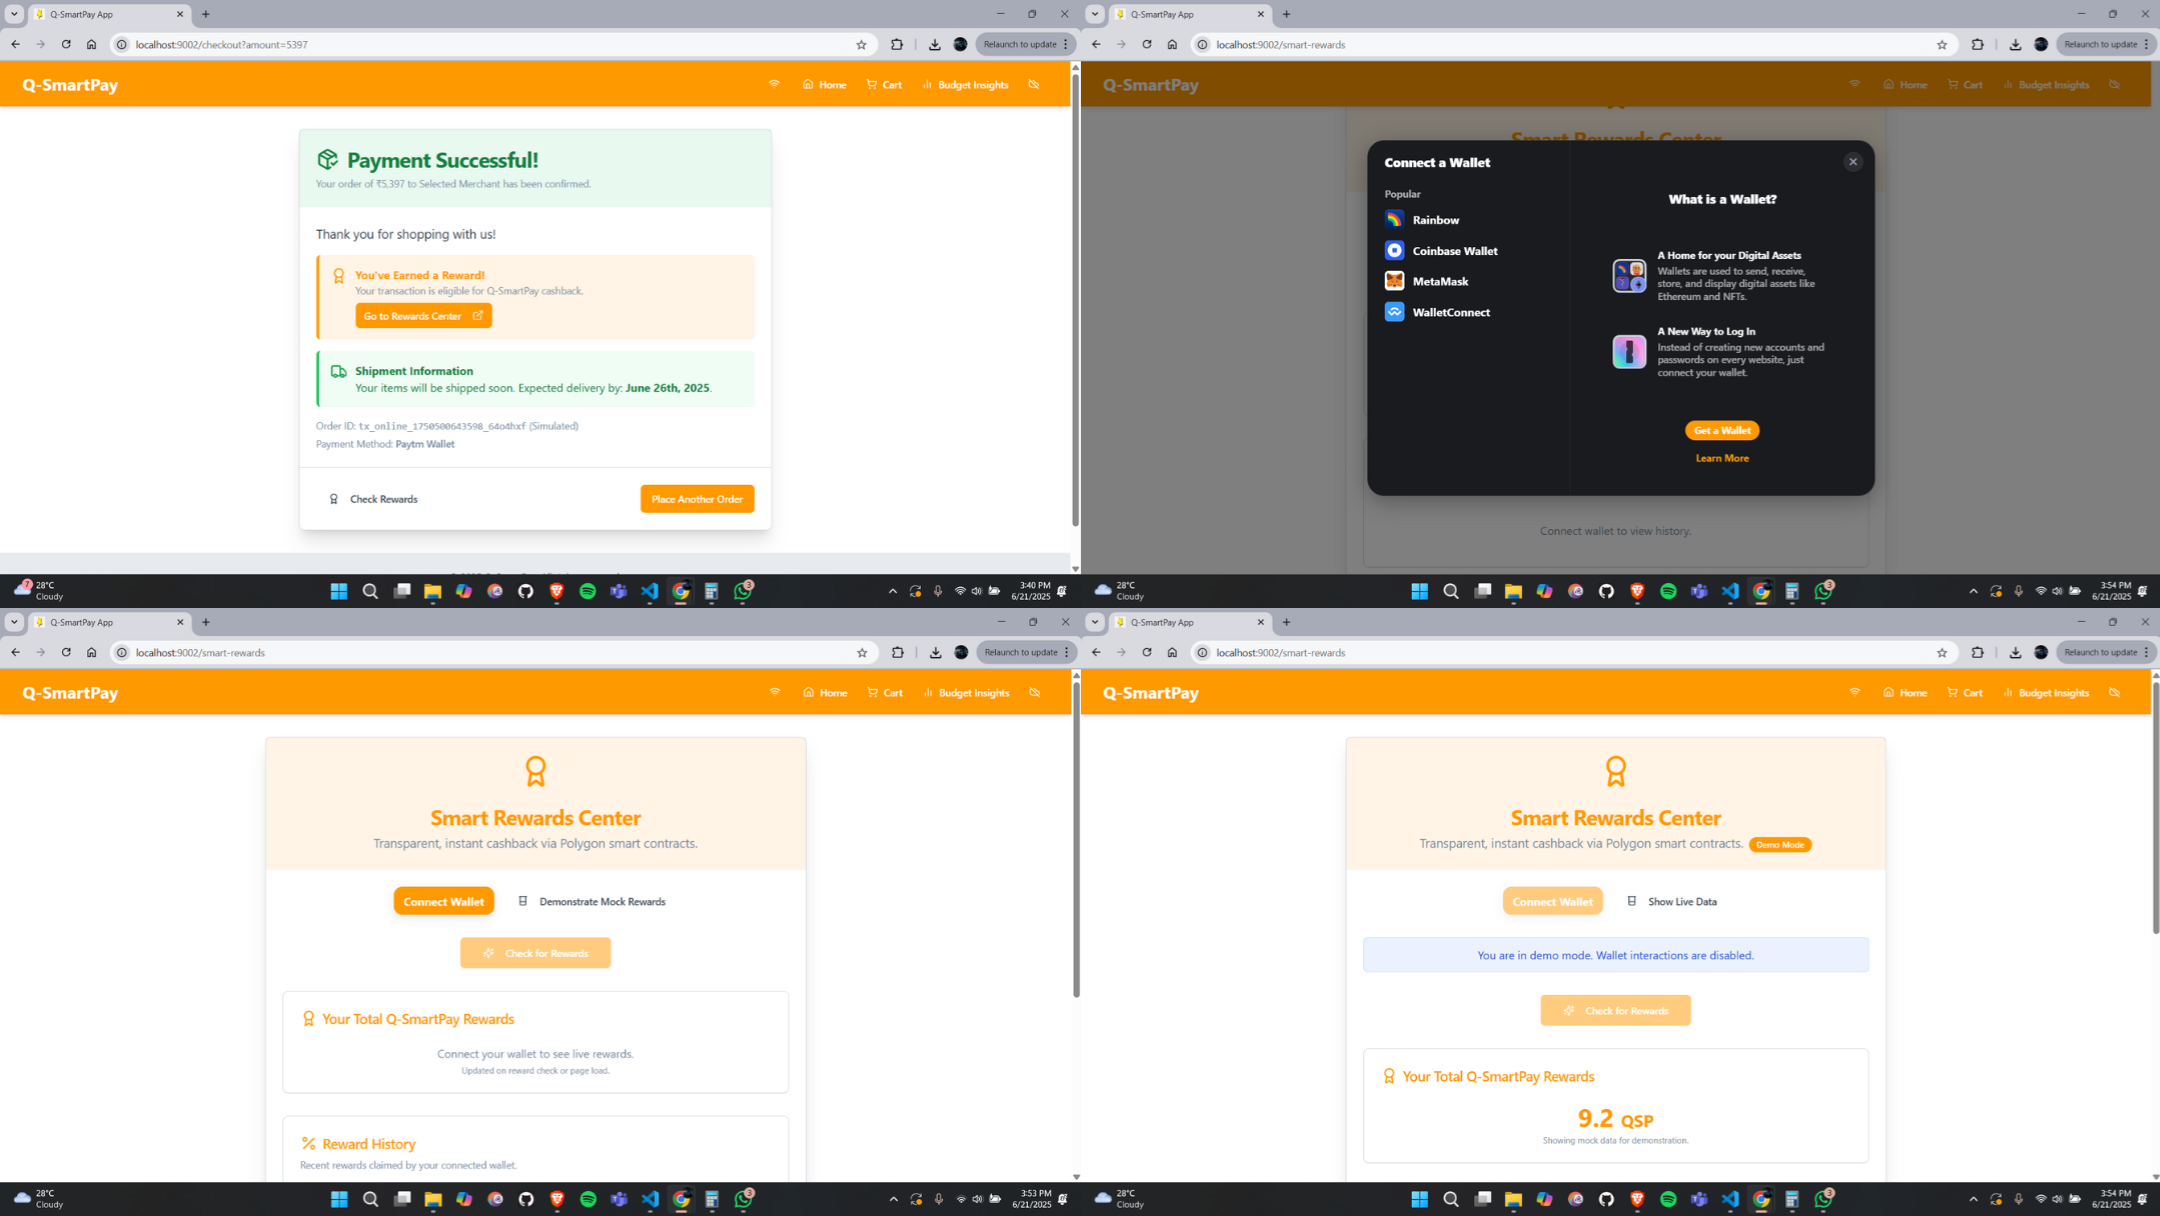 Q-SmartPay App
localhost:9002/checkout?amount=5397
Relaunch to update
Q-SmartPay
Home
Cart
Budget Insights
Payment Successful!
Your order of ₹5,397 to Selected Merchant has been confirmed.
Thank you for shopping with us!
You've Earned a Reward!
Your transaction is eligible for Q-SmartPay cashback.
Go to Rewards Center
Shipment Information
Your items will be shipped soon. Expected delivery by: June 26th, 2025.
Order ID: tx_online_1750500643598_64o4hxf (Simulated)
Payment Method: Paytm Wallet
Check Rewards
Place Another Order
7
28°C
Cloudy
3
3:40 PM
6/21/2025
Q-SmartPay App
localhost:9002/smart-rewards
Relaunch to update
Q-SmartPay
Home
Cart
Budget Insights
Smart Rewards Center
Connect a Wallet
Popular
Rainbow
Coinbase Wallet
MetaMask
WalletConnect
What is a Wallet?
A Home for your Digital Assets
Wallets are used to send, receive,
store, and display digital assets like
Ethereum and NFTs.
A New Way to Log In
Instead of creating new accounts and
passwords on every website, just
connect your wallet.
Get a Wallet
Learn More
Connect wallet to view history.
28°C
Cloudy
3
3:54 PM
6/21/2025
Q-SmartPay App
localhost:9002/smart-rewards
Relaunch to update
Q-SmartPay
Home
Cart
Budget Insights
Smart Rewards Center
Transparent, instant cashback via Polygon smart contracts.
Connect Wallet
Demonstrate Mock Rewards
Check for Rewards
Your Total Q-SmartPay Rewards
Connect your wallet to see live rewards.
Updated on reward check or page load.
Reward History
Recent rewards claimed by your connected wallet.
28°C
Cloudy
3
3:53 PM
6/21/2025
Q-SmartPay App
localhost:9002/smart-rewards
Relaunch to update
Q-SmartPay
Home
Cart
Budget Insights
Smart Rewards Center
Transparent, instant cashback via Polygon smart contracts. Demo Mode
Connect Wallet
Show Live Data
You are in demo mode. Wallet interactions are disabled.
Check for Rewards
Your Total Q-SmartPay Rewards
9.2 QSP
Showing mock data for demonstration.
28°C
Cloudy
3
3:54 PM
6/21/2025